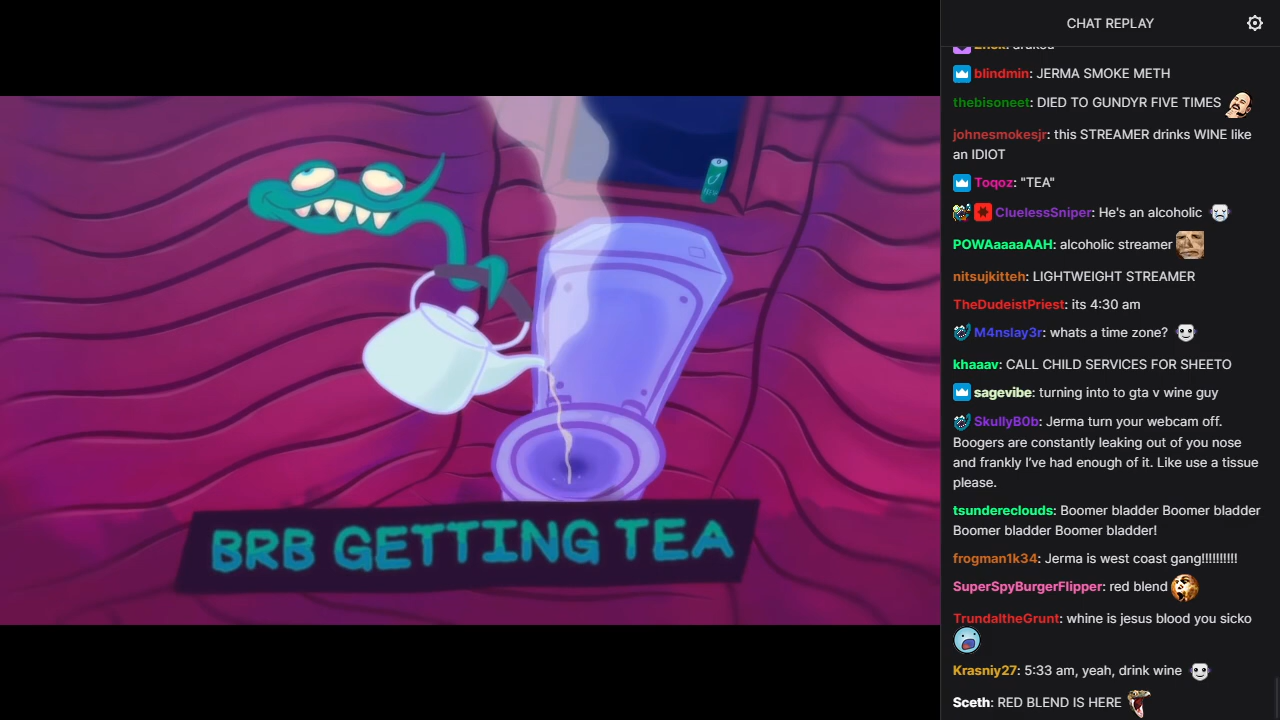 CHAT REPLAY
blindmin: JERMA SMOKE METH
thebisoneet: DIED TO GUNDYR FIVE TIMES
johnesmokesjr: this STREAMER drinks WINE like
an IDIOT
Toqoz: "TEA"
CluelessSniper: He's an alcoholic
POWAaaaaAAH: alcoholic streamer
nitsujkitteh: LIGHTWEIGHT STREAMER
TheDudeistPriest: its 4:30 am
M4nslay3r: whats a time zone?
khaaav: CALL CHILD SERVICES FOR SHEETO
sagevibe: turning into to gta v wine guy
SkullyB0b: Jerma turn your webcam off.
Boogers are constantly leaking out of you nose
and frankly I've had enough of it. Like use a tissue
please.
tsundereclouds: Boomer bladder Boomer bladder
Boomer bladder Boomer bladder!
frogman1k34: Jerma is west coast gang!!!!!!!!!!
SuperSpyBurgerFlipper: red blend
TrundaltheGrunt: whine is jesus blood you sicko
Krasniy27: 5:33 am, yeah, drink wine
Sceth: RED BLEND IS HERE
BRB GETTING TEA